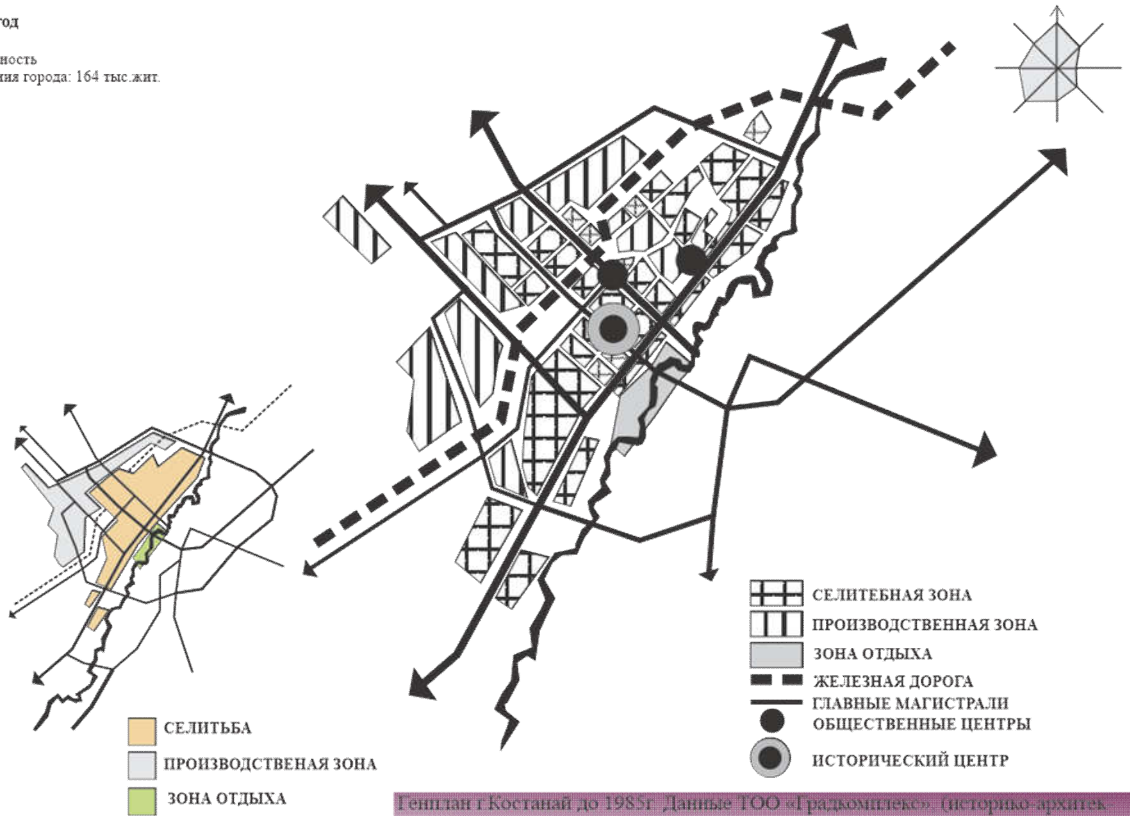 год
ность
ния города: 164 тыс.жит.
СЕЛИТЕБНАЯ ЗОНА
ПРОИЗВОДСТВЕННАЯ ЗОНА
ЗОНА ОТДЫХА
ЖЕЛЕЗНАЯ ДОРОГА
ГЛАВНЫЕ МАГИСТРАЛИ
ОБЩЕСТВЕННЫЕ ЦЕНТРЫ
ИСТОРИЧЕСКИЙ ЦЕНТР
СЕЛИТЬБА
ПРОИЗВОДСТВЕНАЯ ЗОНА
ЗОНА ОТДЫХА
Генплан г Костанай до 1985г Данные ТОО «Градкомплекс». (историко-архитек